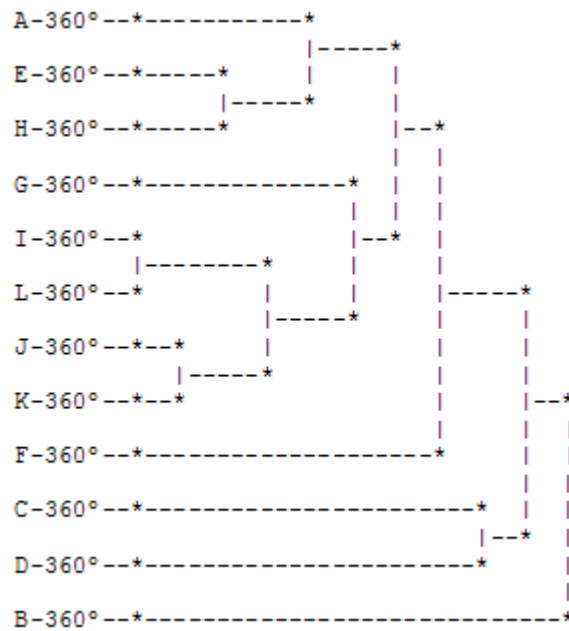 A-360°--*-----------*
|-----*
E-360°--*-----* | |
|-----* |
H-360°--*-----* |--*
| |
G-360°--*--------------* | |
| | |
I-360°--* |--* |
|--------* | |
L-360°--* | | |-----*
|-----* | |
J-360°--*--* | | |
|-----* | |
K-360°--*--* | |--*
| | |
F-360°--*--------------------* | |
| |
C-360°--*-----------------------* | |
|--* |
D-360°--*-----------------------* |
|
B-360°--*-----------------------------*